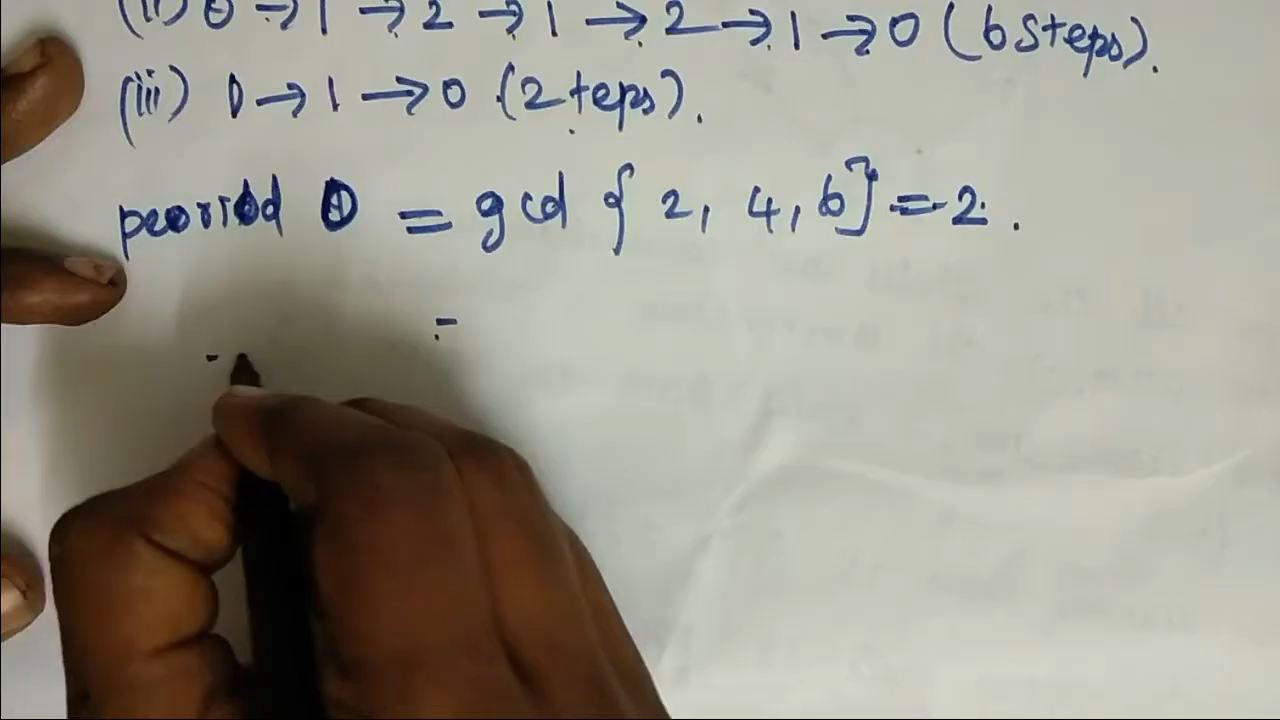 (ii) 0 → 1 → 2 → 1 → 2 → 1 → 0 (6 Steps).
(iii) 0 → 1 → 0 (2 teps).
period 0 = gcd { 2, 4, 6} = 2.
=